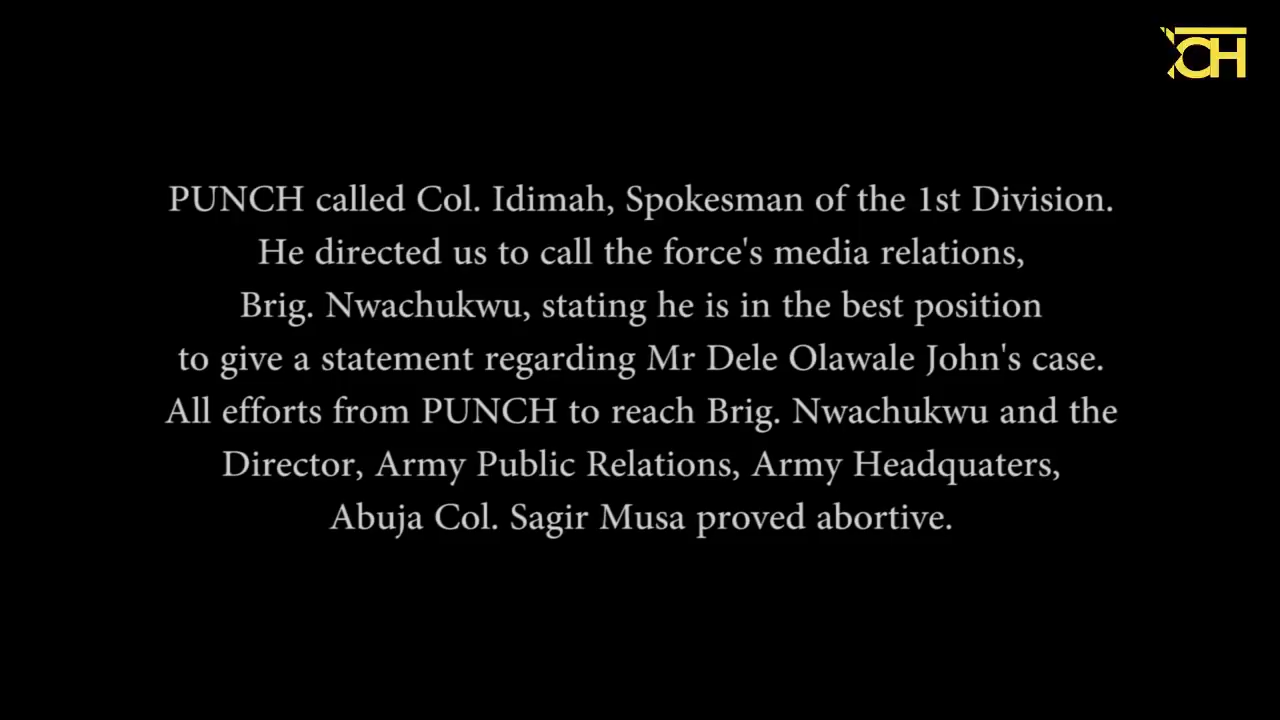 CH
PUNCH called Col. Idimah, Spokesman of the 1st Division.
He directed us to call the force's media relations,
Brig. Nwachukwu, stating he is in the best position
to give a statement regarding Mr Dele Olawale John's case.
All efforts from PUNCH to reach Brig. Nwachukwu and the
Director, Army Public Relations, Army Headquaters,
Abuja Col. Sagir Musa proved abortive.